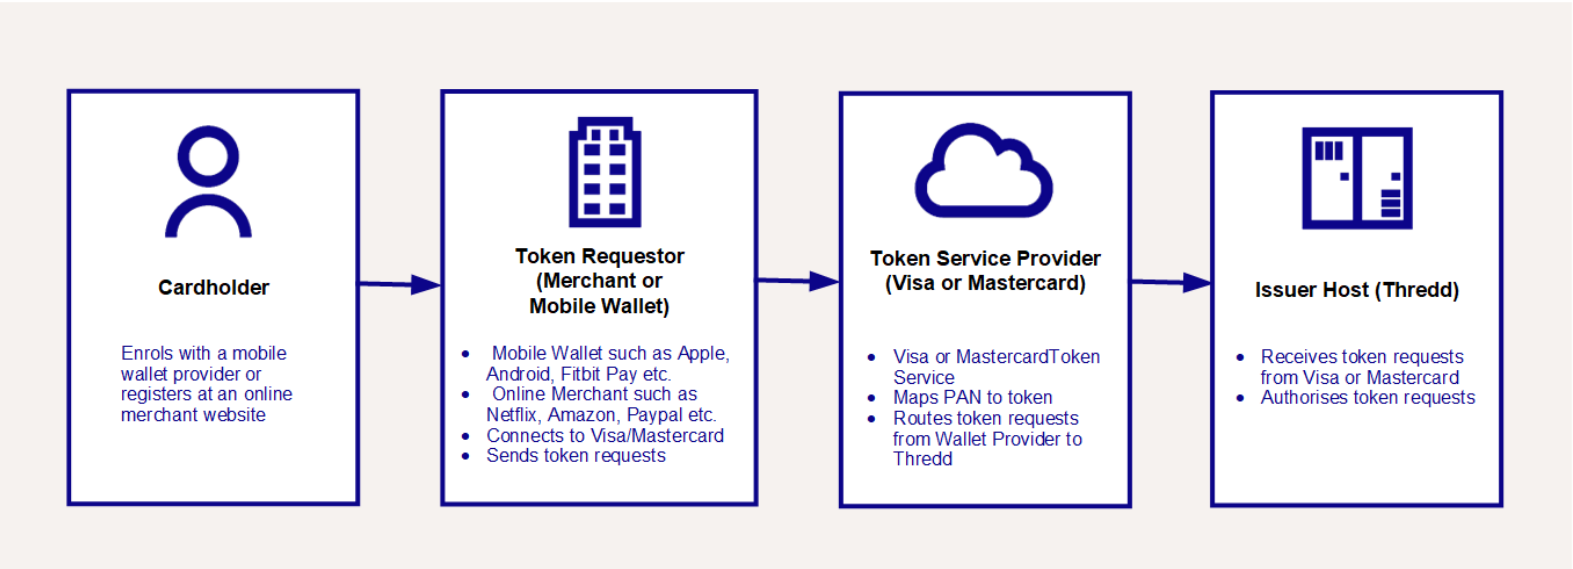 Cardholder
Enrols with a mobile
wallet provider or
registers at an online
merchant website
Token Requestor
(Merchant or
Mobile Wallet)
• Mobile Wallet such as Apple,
Android, Fitbit Pay etc.
• Online Merchant such as
Netflix, Amazon, Paypal etc.
• Connects to Visa/Mastercard
• Sends token requests
Token Service Provider
(Visa or Mastercard)
• Visa or MastercardToken
Service
• Maps PAN to token
• Routes token requests
from Wallet Provider to
Thredd
Issuer Host (Thredd)
• Receives token requests
from Visa or Mastercard
• Authorises token requests